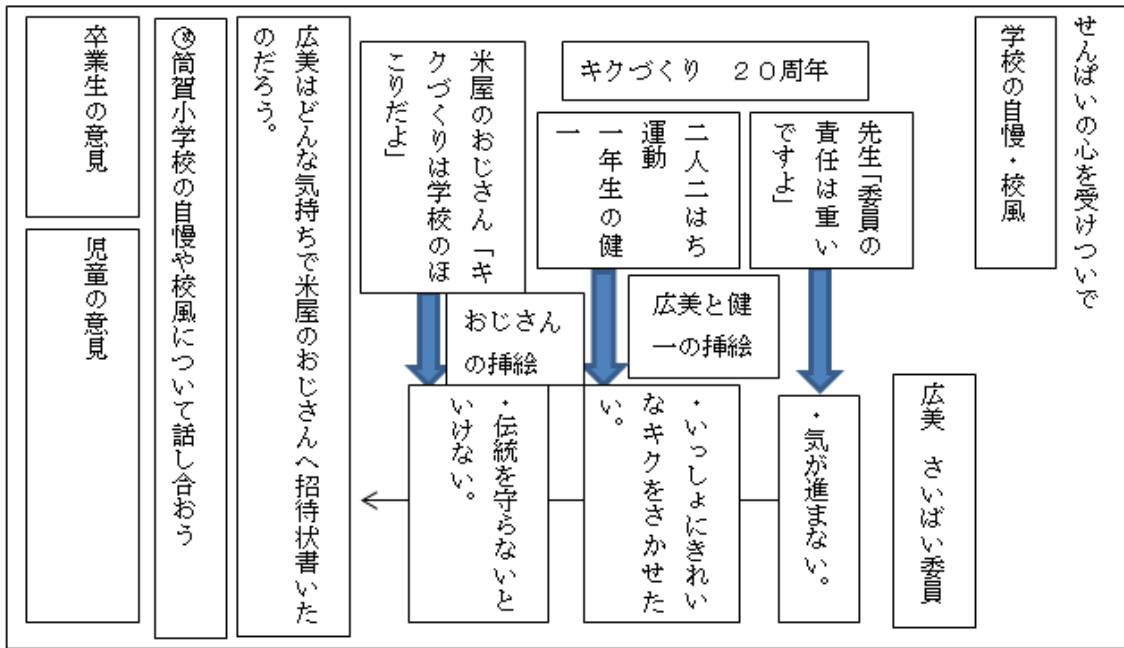 せんぱいの心を受けついで
学校の自慢・校風
広美　さいばい委員
キクづくり　２０周年
先生「委員の
責任は重い
ですよ」
・気が進まない。
二人二はち
運動
一年生の健
一
広美と健
一の挿絵
・いっしょにきれい
なキクをさかせた
い。
米屋のおじさん「キ
クづくりは学校のほ
こりだよ」
おじさん
の挿絵
・伝統を守らないと
いけない。
広美はどんな気持ちで米屋のおじさんへ招待状書いた
のだろう。
筒賀小学校の自慢や校風について話し合おう
卒業生の意見
児童の意見